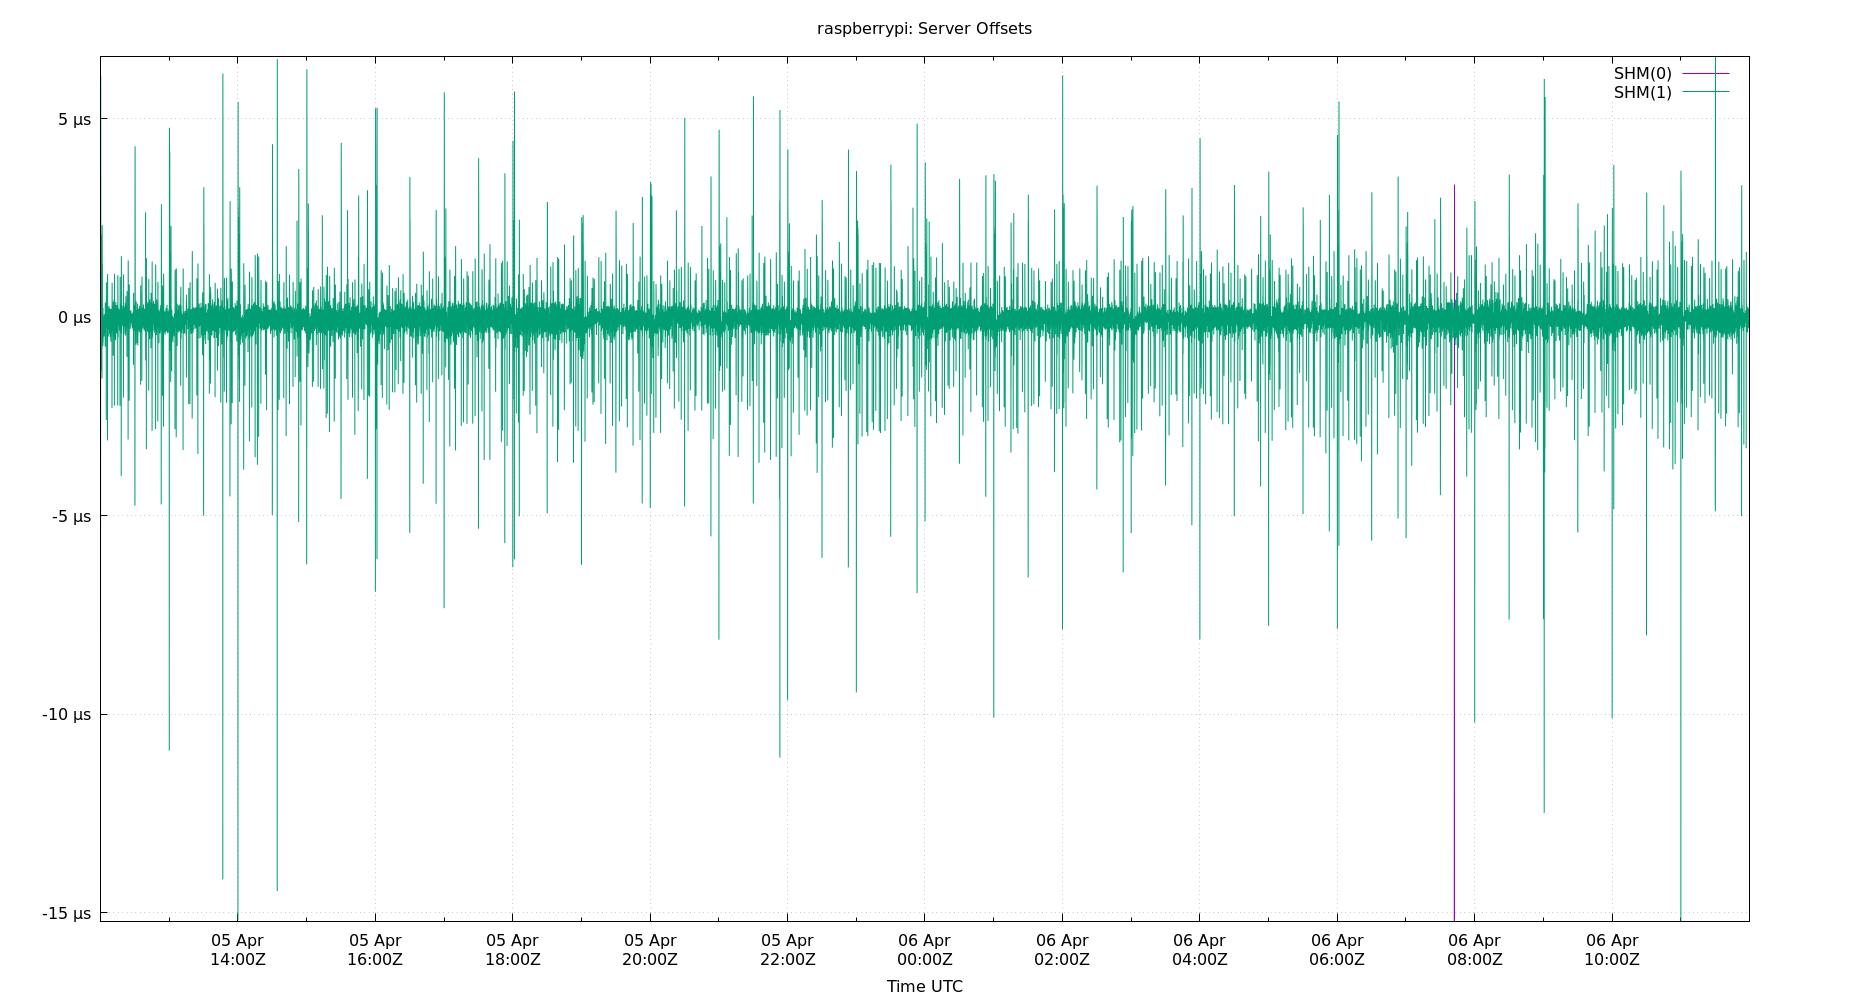 raspberrypi: Server Offsets
SHM(0)
SHM(1)
5 µs
0 µs
-5 µs
-10 µs
-15 µs
05 Apr
14:00Z
05 Apr
16:00Z
05 Apr
18:00Z
05 Apr
20:00Z
05 Apr
22:00Z
06 Apr
00:00Z
06 Apr
02:00Z
06 Apr
04:00Z
06 Apr
06:00Z
06 Apr
08:00Z
06 Apr
10:00Z
Time UTC